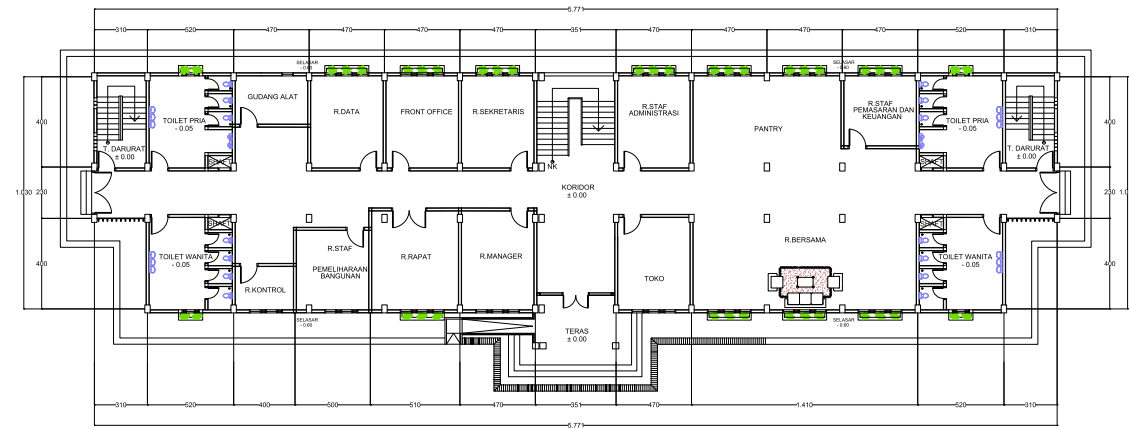 5.771
310 520 470 470 470 470 351 470 470 470 470 520 310
SELASAR
- 0.60
SELASAR
- 0.60
GUDANG ALAT
R.DATA
FRONT OFFICE
R.SEKRETARIS
R.STAF
ADMINISTRASI
PANTRY
R.STAF
PEMASARAN DAN
KEUANGAN
TOILET PRIA
- 0.05
TOILET PRIA
- 0.05
400
400
T. DARURAT
± 0.00
T. DARURAT
± 0.00
SHAFT
SHAFT
NK
KORIDOR
± 0.00
1.030
230
230
1.0
SHAFT
SHAFT
R.STAF
PEMELIHARAAN
BANGUNAN
R.RAPAT
R.MANAGER
R.BERSAMA
TOILET WANITA
- 0.05
TOILET WANITA
- 0.05
400
400
R.KONTROL
TOKO
SELASAR
- 0.60
SELASAR
- 0.60
TERAS
± 0.00
310 520 400 500 510 470 351 470 1.410 520 310
5.771